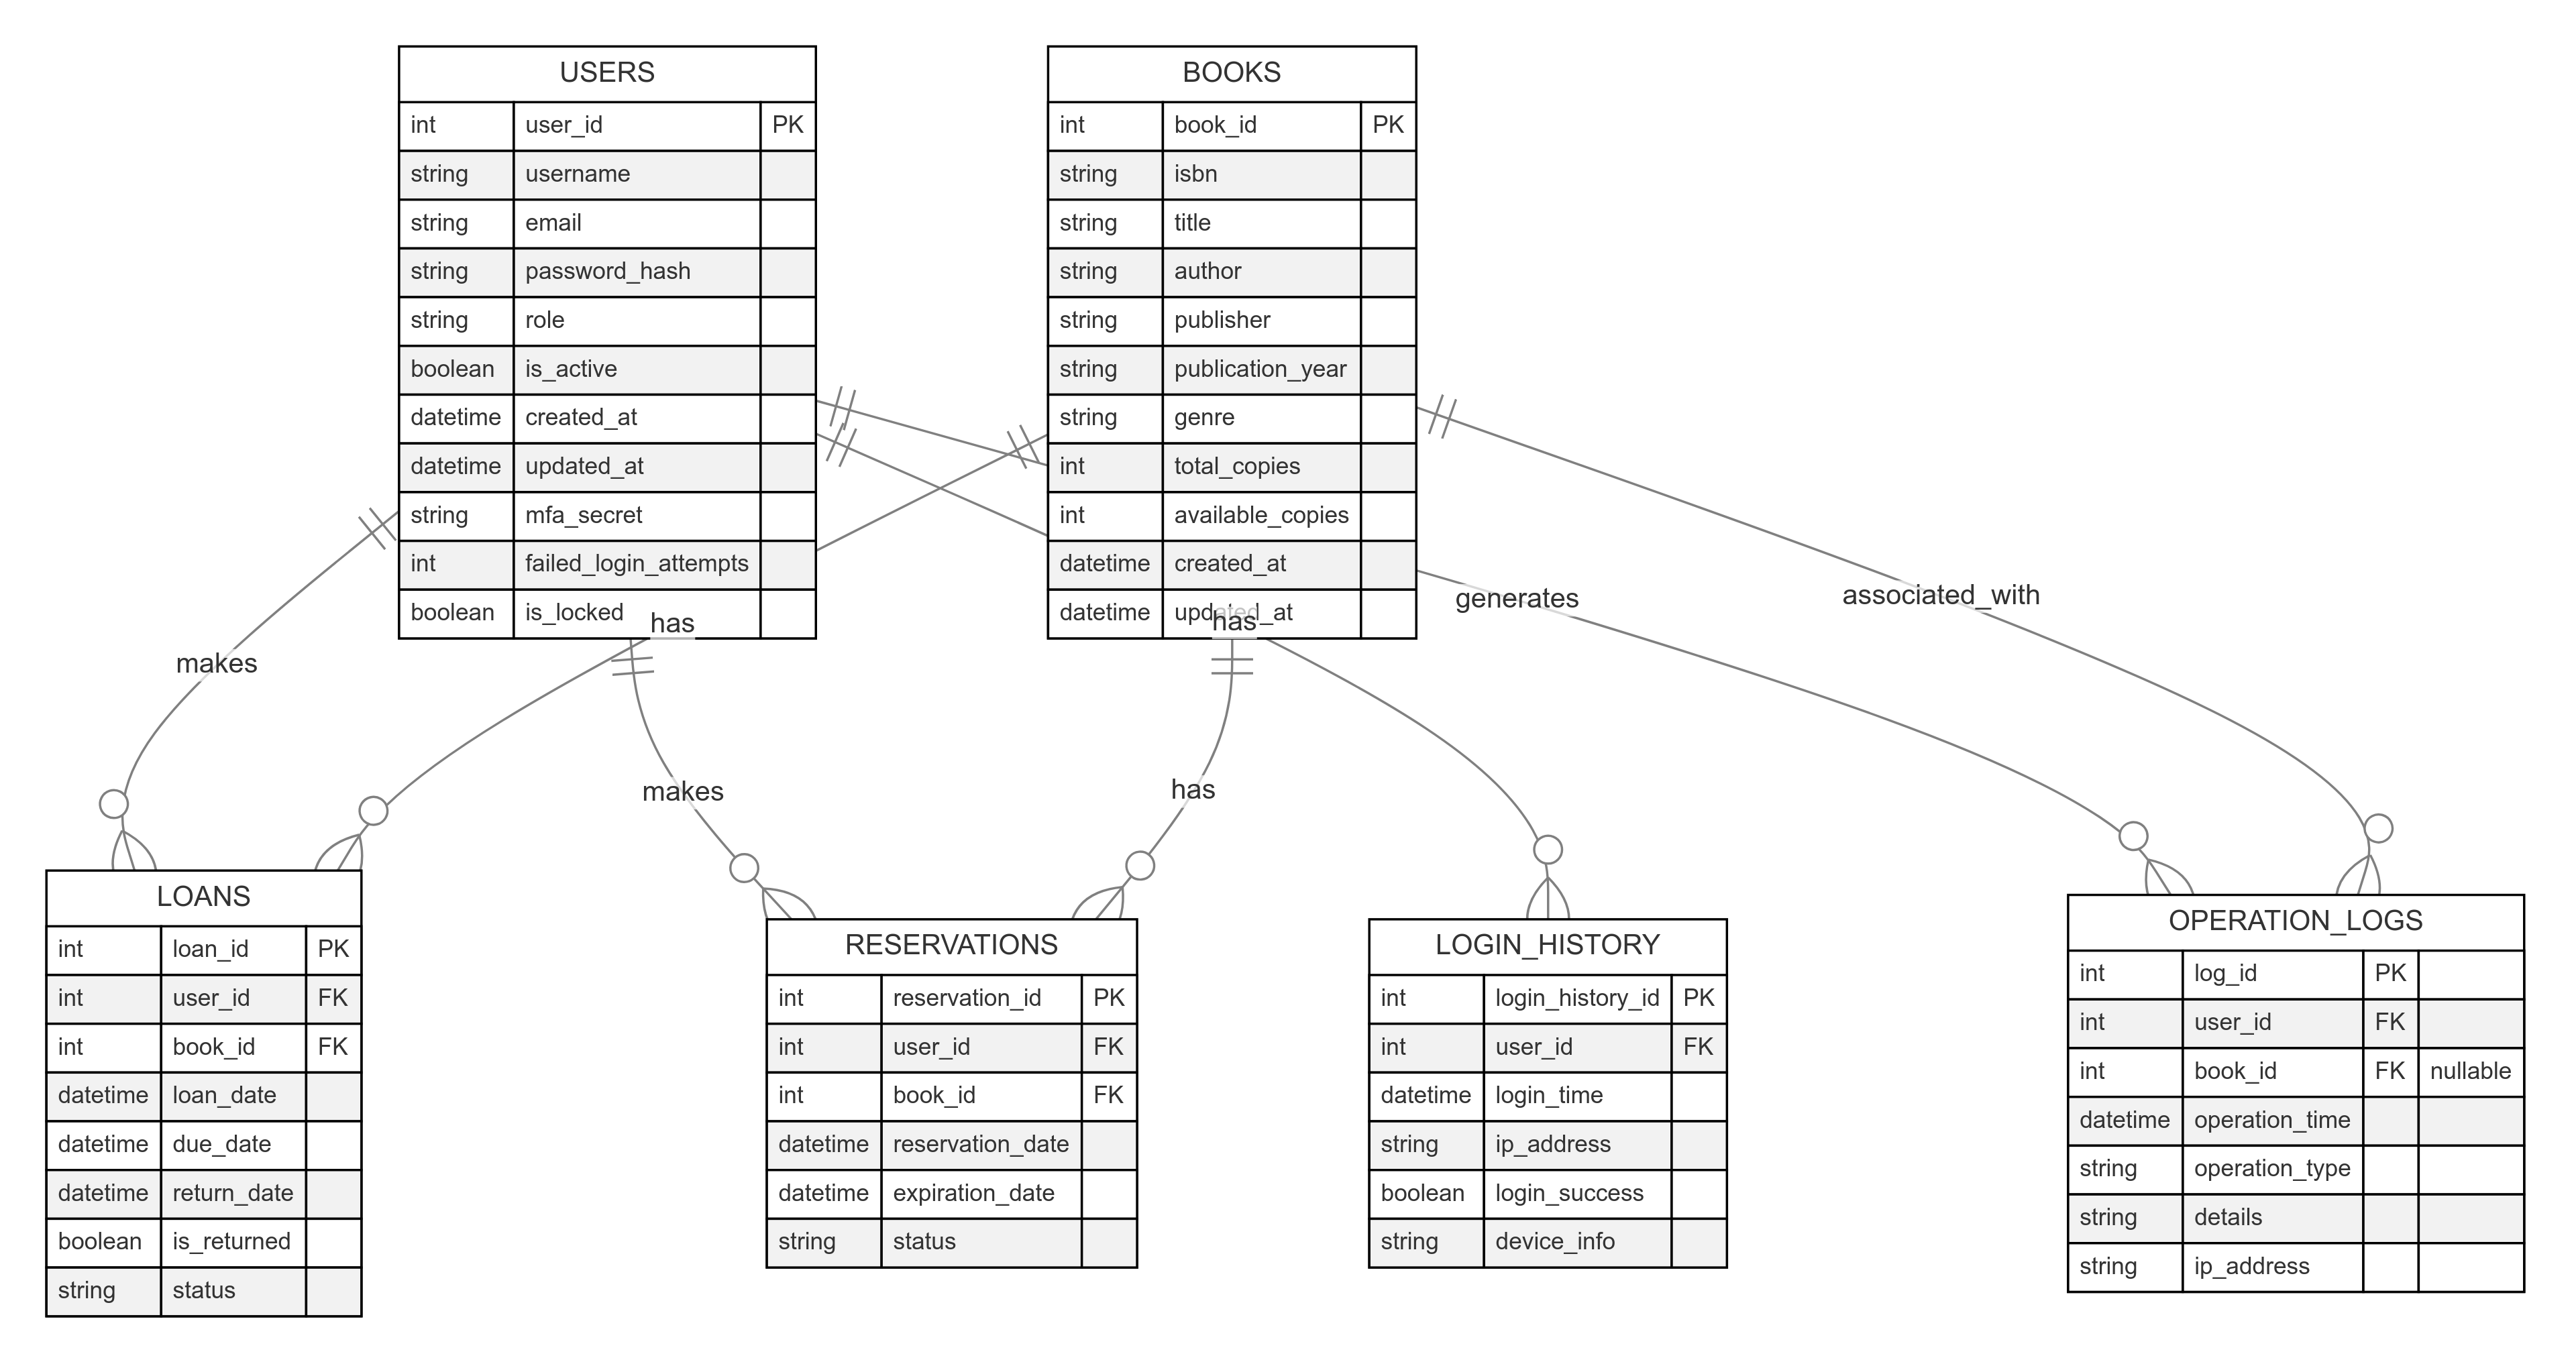 USERS
int user_id PK
string username
string email
string password_hash
string role
boolean is_active
datetime created_at
datetime updated_at
string mfa_secret
int failed_login_attempts
boolean is_locked
BOOKS
int book_id PK
string isbn
string title
string author
string publisher
string publication_year
string genre
int total_copies
int available_copies
datetime created_at
datetime updated_at
makes
has
has
generates
associated_with
makes
has
LOANS
int loan_id PK
int user_id FK
int book_id FK
datetime loan_date
datetime due_date
datetime return_date
boolean is_returned
string status
RESERVATIONS
int reservation_id PK
int user_id FK
int book_id FK
datetime reservation_date
datetime expiration_date
string status
LOGIN_HISTORY
int login_history_id PK
int user_id FK
datetime login_time
string ip_address
boolean login_success
string device_info
OPERATION_LOGS
int log_id PK
int user_id FK
int book_id FK nullable
datetime operation_time
string operation_type
string details
string ip_address